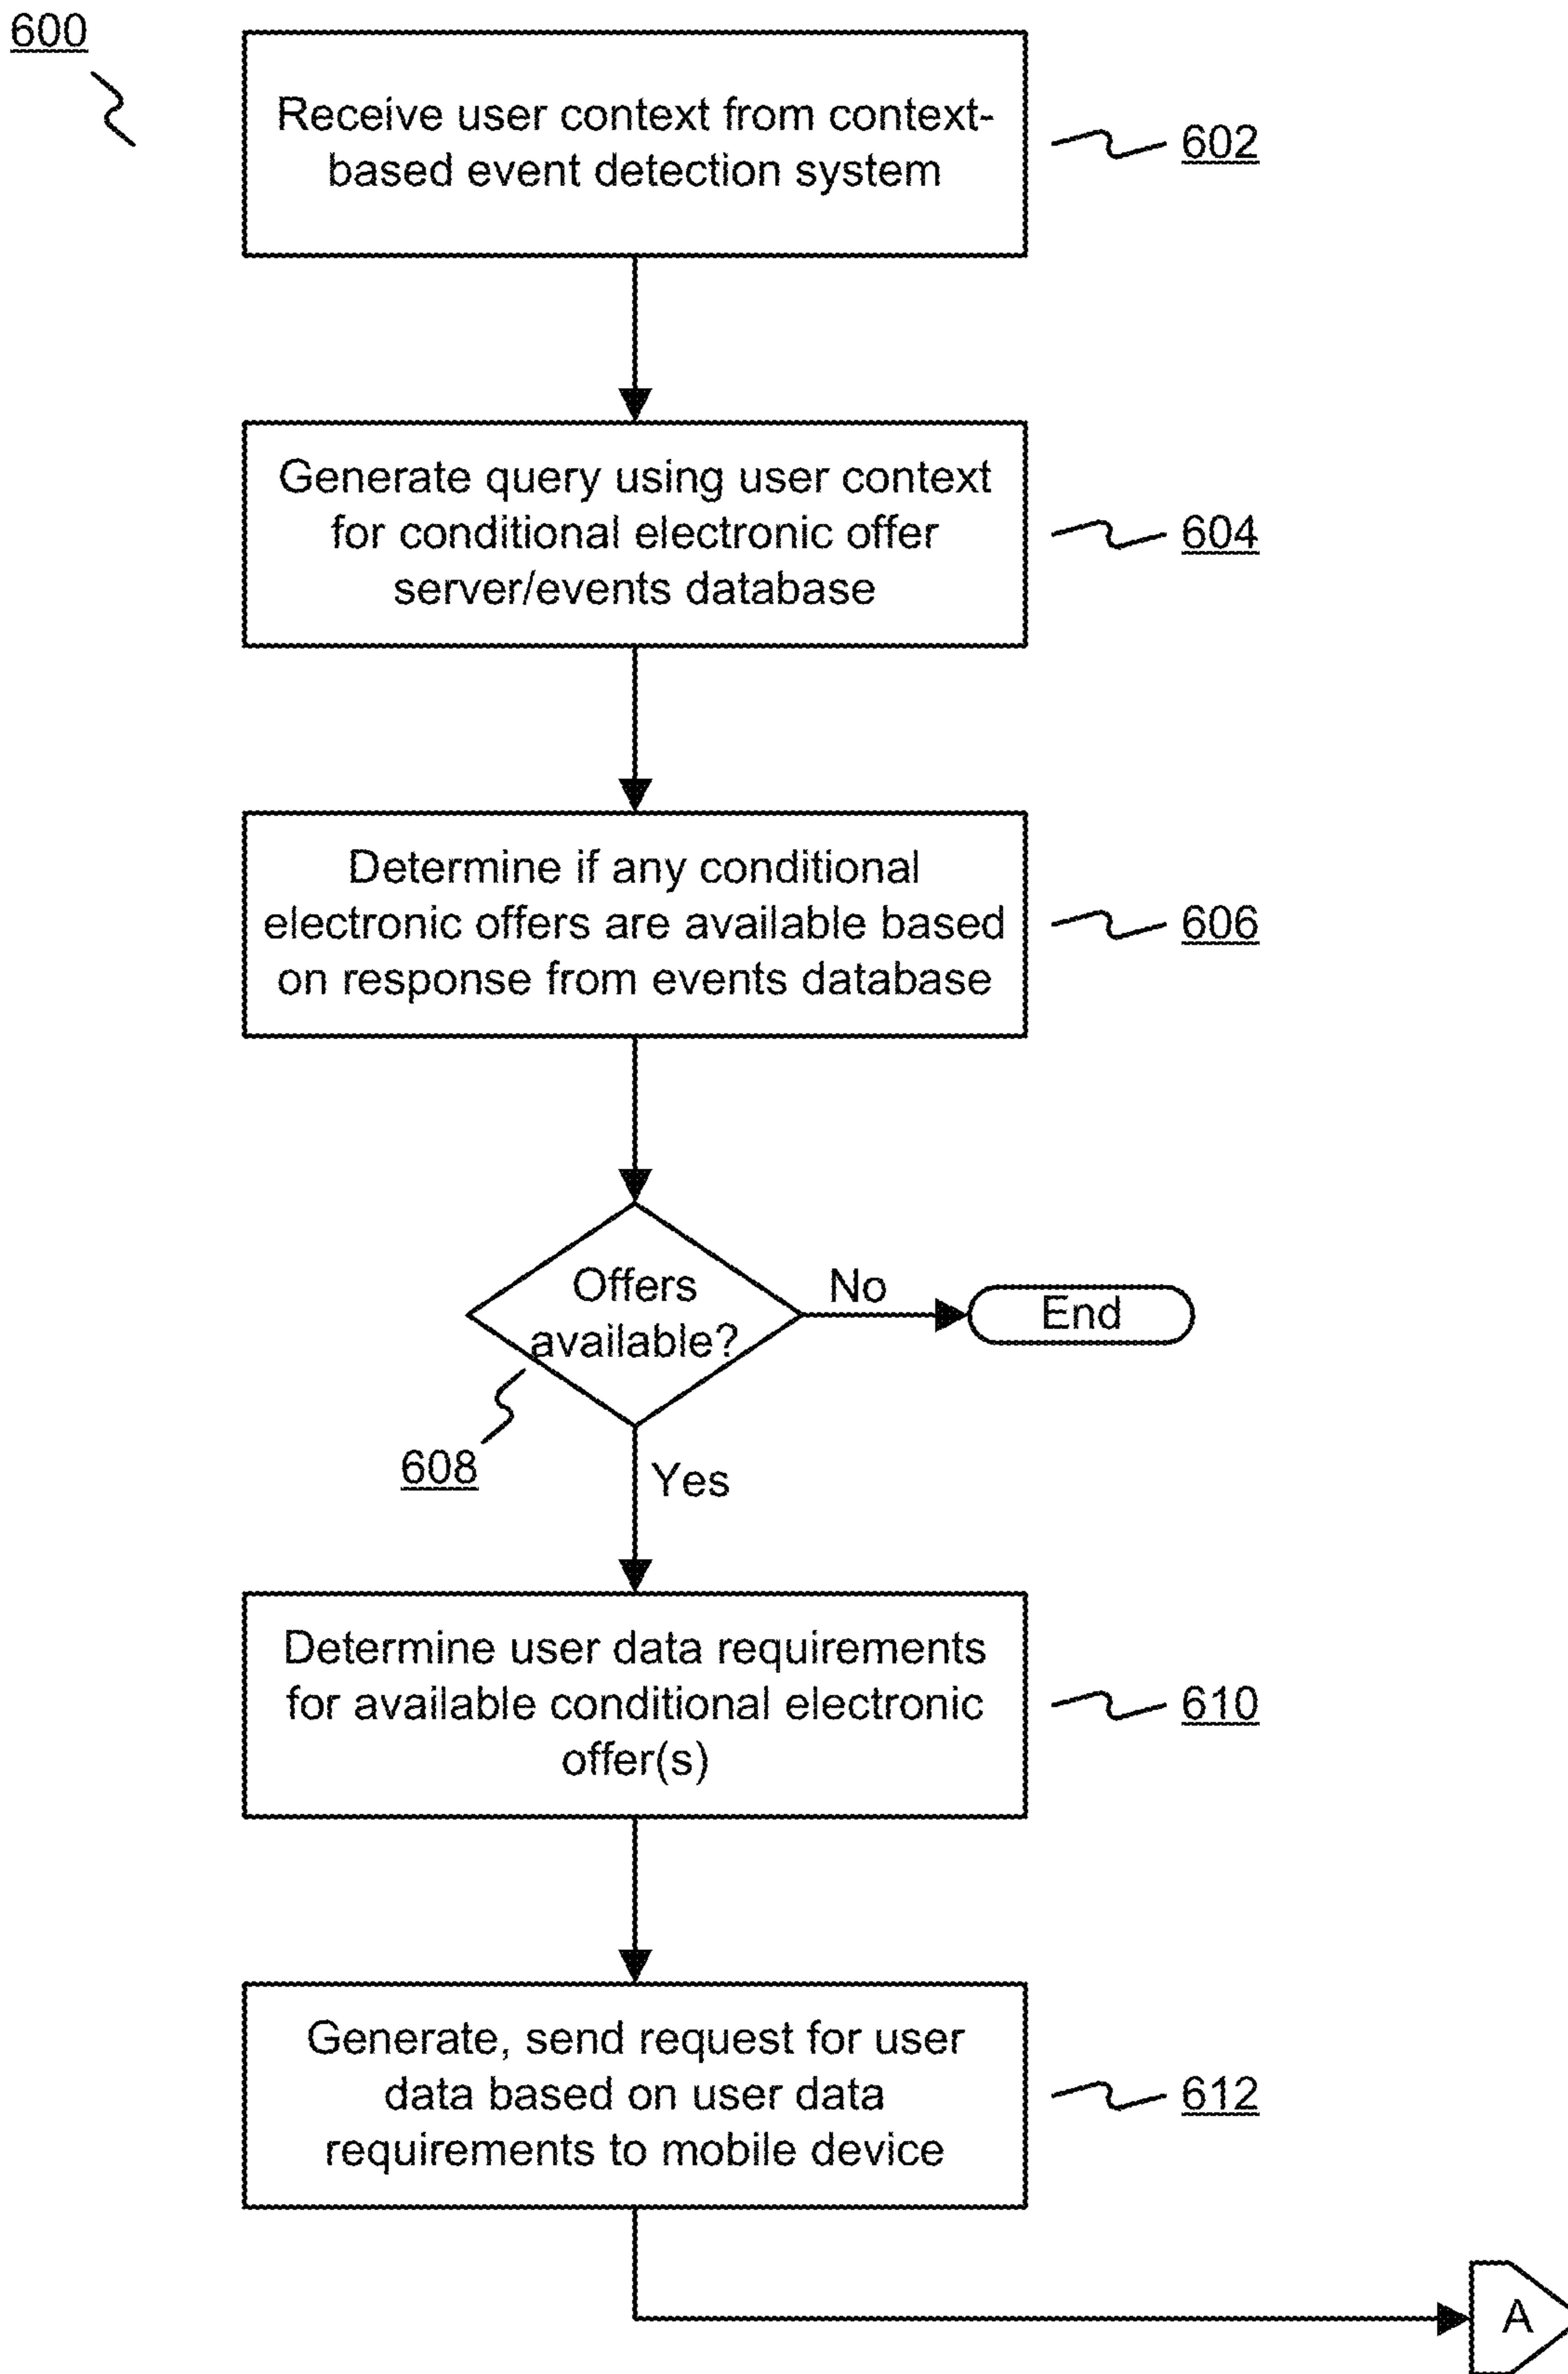 600
Receive user context from context-
based event detection system
602
Generate query using user context
for conditional electronic offer
server/events database
604
Determine if any conditional
electronic offers are available based
on response from events database
606
Offers
available?
No
End
608
Yes
Determine user data requirements
for available conditional electronic
offer(s)
610
Generate, send request for user
data based on user data
requirements to mobile device
612
A